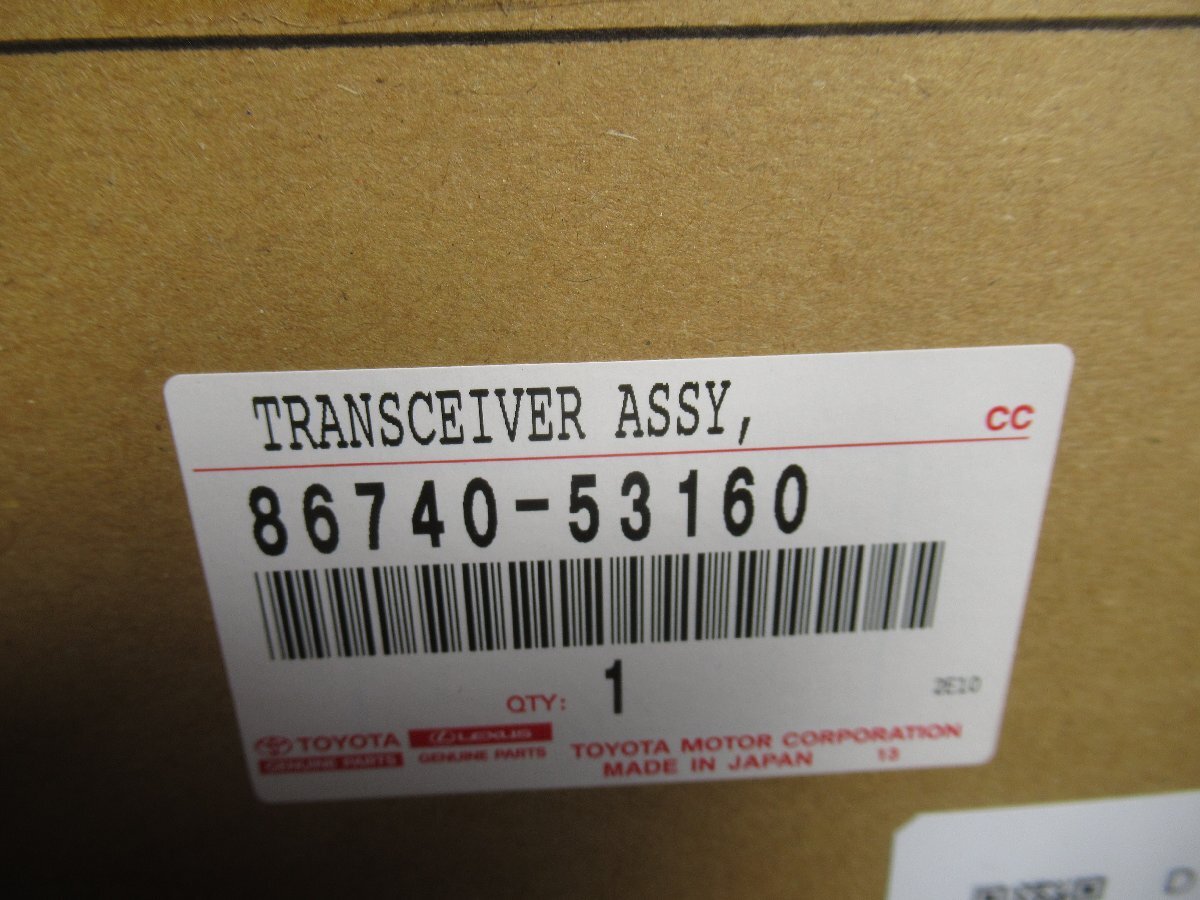 TRANSCEIVER ASSY,
CC
86740-53160
QTY: 1
2E10
TOYOTA
GENUINE PARTS
LEXUS
GENUINE PARTS
TOYOTA MOTOR CORPORATION
MADE IN JAPAN 13
D